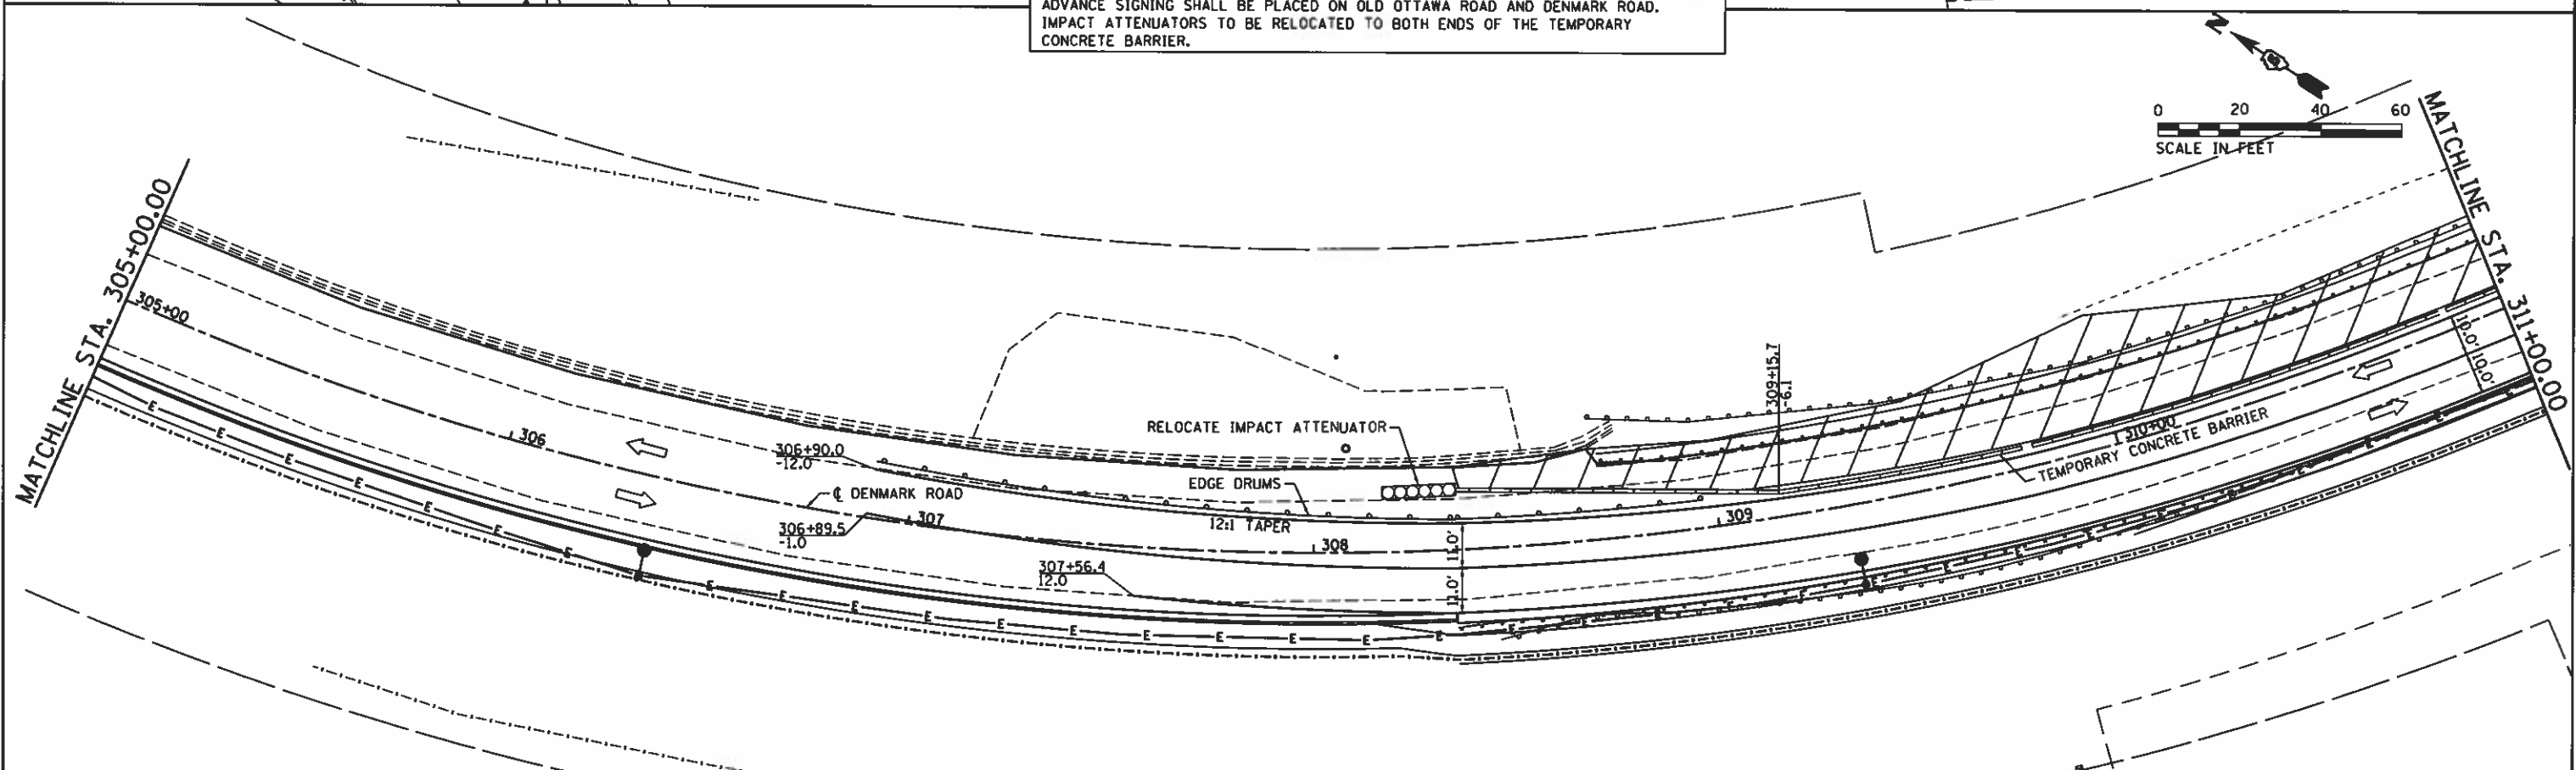 ADVANCE SIGNING SHALL BE PLACED ON OLD OTTAWA ROAD AND DENMARK ROAD.
IMPACT ATTENUATORS TO BE RELOCATED TO BOTH ENDS OF THE TEMPORARY
CONCRETE BARRIER.
N
0 20 40 60
SCALE IN FEET
MATCHLINE STA. 305+00.00
MATCHLINE STA. 311+00.00
305+00
306
306+90.0
-12.0
℄ DENMARK ROAD
306+89.5
-1.0
307
307+56.4
12.0
RELOCATE IMPACT ATTENUATOR
EDGE DRUMS
12:1 TAPER
308
11.0'
11.0'
309+15.7
-6.1
309
310+00
TEMPORARY CONCRETE BARRIER
10.0'
10.0'
E E E E E E E E E E E E E E E E E E E E E E E E E E E E E E E E